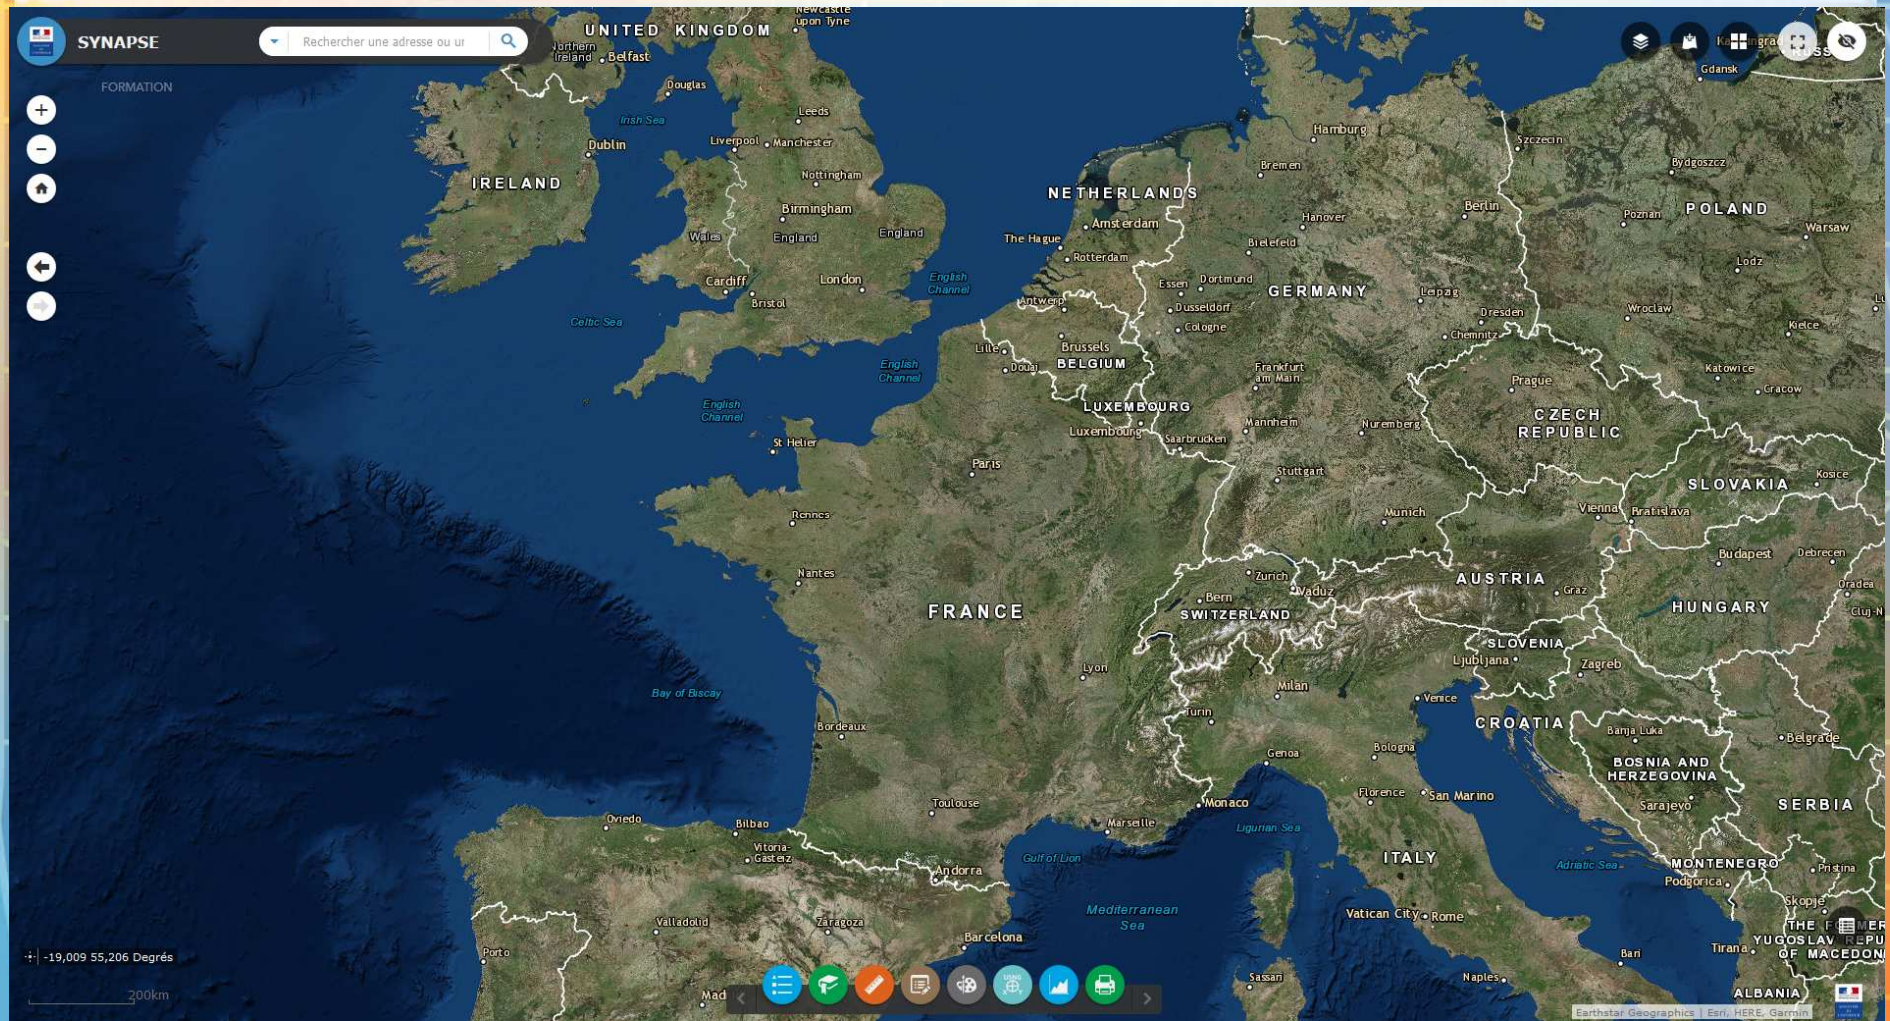 SYNAPSE
Rechercher une adresse ou ur
FORMATION
UNITED KINGDOM
Newcastle
upon Tyne
Northern
Ireland
Belfast
Douglas
Irish Sea
Leeds
Liverpool
Manchester
Dublin
IRELAND
Nottingham
Birmingham
Wales
England
England
Cardiff
London
Bristol
English
Channel
Celtic Sea
English
Channel
English
Channel
St Helier
NETHERLANDS
Amsterdam
The Hague
Rotterdam
Antwerp
Brussels
BELGIUM
Lille
Douai
LUXEMBOURG
Luxembourg
Hamburg
Bremen
Hanover
Berlin
Bielefeld
Essen
Dortmund
Dusseldorf
Cologne
GERMANY
Leipzig
Dresden
Chemnitz
Frankfurt
am Main
Mannheim
Nuremberg
Saarbrucken
Stuttgart
Munich
Gdansk
Szczecin
Bydgoszcz
Poznan
POLAND
Warsaw
Lodz
Wroclaw
Kielce
Katowice
Cracow
Prague
CZECH
REPUBLIC
SLOVAKIA
Kosice
Vienna
Bratislava
Budapest
Debrecen
Oradea
Cluj-N
AUSTRIA
Graz
HUNGARY
Paris
Rennes
Nantes
FRANCE
Lyon
Bay of Biscay
Bordeaux
Toulouse
Marseille
Monaco
Zurich
Vaduz
Bern
SWITZERLAND
SLOVENIA
Ljubljana
Zagreb
Milan
Venice
Turin
CROATIA
Banja Luka
Belgrade
Genoa
Bologna
BOSNIA AND
HERZEGOVINA
Florence
San Marino
Sarajevo
SERBIA
Ligurian Sea
Oviedo
Bilbao
Vitoria-
Gasteiz
Andorra
Gulf of Lion
ITALY
Adriatic Sea
MONTENEGRO
Pristina
Podgorica
Skopje
Valladolid
Zaragoza
Mediterranean
Sea
Vatican City
Rome
Porto
Barcelona
Tirana
THE FORMER
YUGOSLAV REPU
OF MACEDON
Bari
Naples
Sassari
Mad
ALBANIA
-19,009 55,206 Degrés
200km
USNG
Earthstar Geographics | Esri, HERE, Garmin